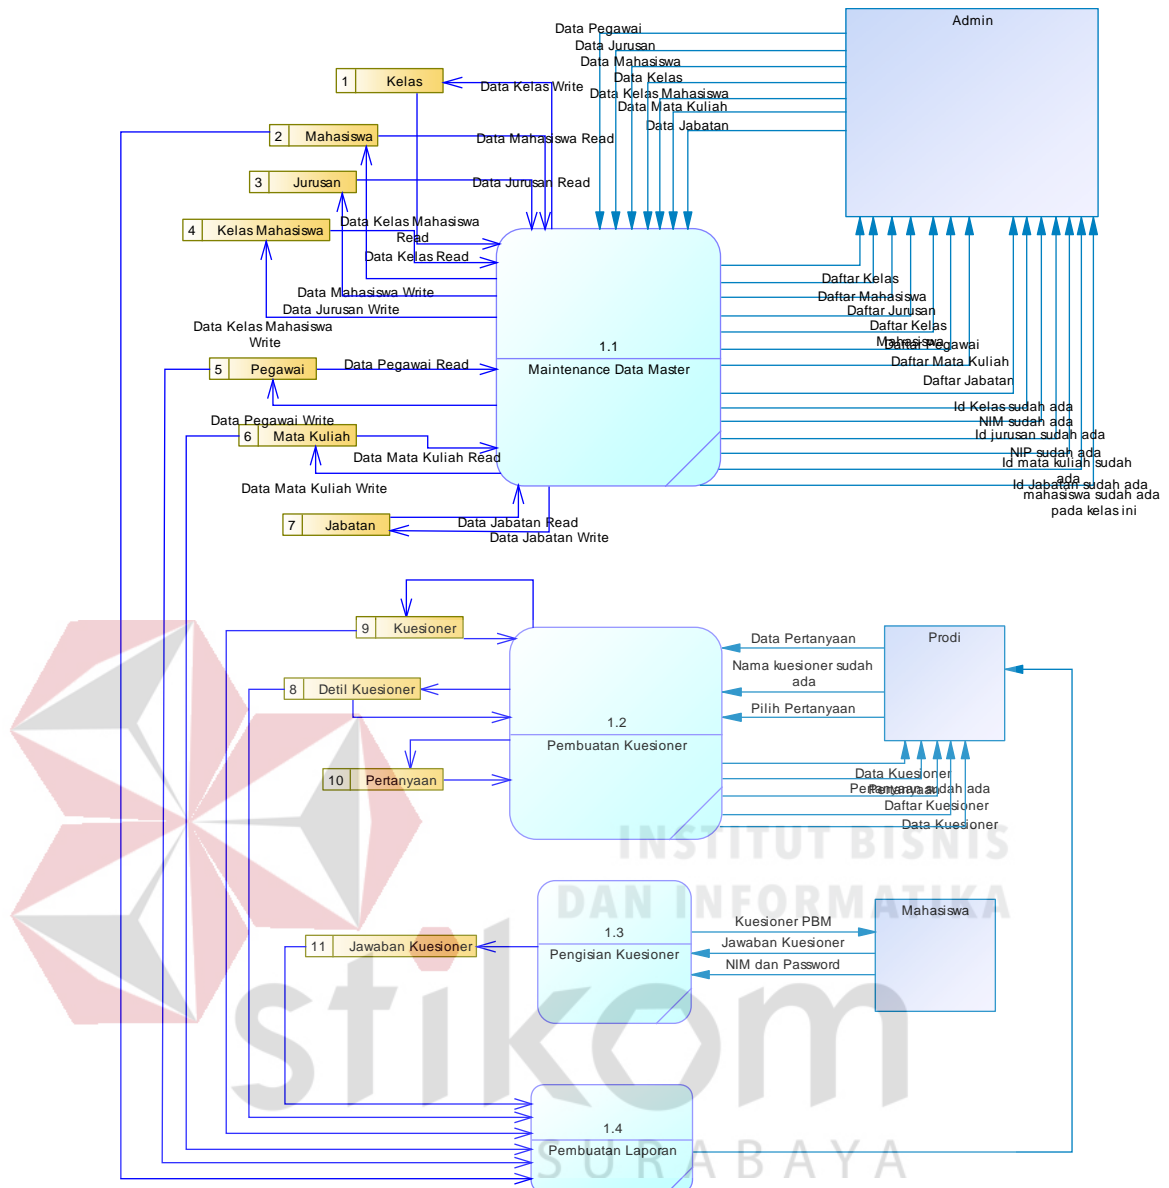 Admin
Data Pegawai
Data Jurusan
Data Mahasiswa
Data Kelas
Data Kelas Mahasiswa
Data Mata Kuliah
Data Jabatan
1 Kelas
Data Kelas Write
2 Mahasiswa
Data Mahasiswa Read
3 Jurusan
Data Jurusan Read
4 Kelas Mahasiswa
Data Kelas Mahasiswa
Read
Data Kelas Read
Data Mahasiswa Write
Data Jurusan Write
Data Kelas Mahasiswa
Write
1.1
Maintenance Data Master
5 Pegawai
Data Pegawai Read
Data Pegawai Write
6 Mata Kuliah
Data Mata Kuliah Read
Data Mata Kuliah Write
7 Jabatan
Data Jabatan Read
Data Jabatan Write
Daftar Kelas
Daftar Mahasiswa
Daftar Jurusan
Daftar Kelas
Mahasiswa
Daftar Pegawai
Daftar Mata Kuliah
Daftar Jabatan
Id Kelas sudah ada
NIM sudah ada
Id jurusan sudah ada
NIP sudah ada
Id mata kuliah sudah
ada
Id Jabatan sudah ada
mahasiswa sudah ada
pada kelas ini
9 Kuesioner
8 Detil Kuesioner
10 Pertanyaan
1.2
Pembuatan Kuesioner
Data Pertanyaan
Nama kuesioner sudah
ada
Pilih Pertanyaan
Prodi
Data Kuesioner
Pertanyaan sudah ada
Pertanyaan
Daftar Kuesioner
Data Kuesioner
INSTITUT BISNIS
DAN INFORMATIKA
11 Jawaban Kuesioner
1.3
Pengisian Kuesioner
Kuesioner PBM
Jawaban Kuesioner
NIM dan Password
Mahasiswa
stikom
1.4
Pembuatan Laporan
SURABAYA